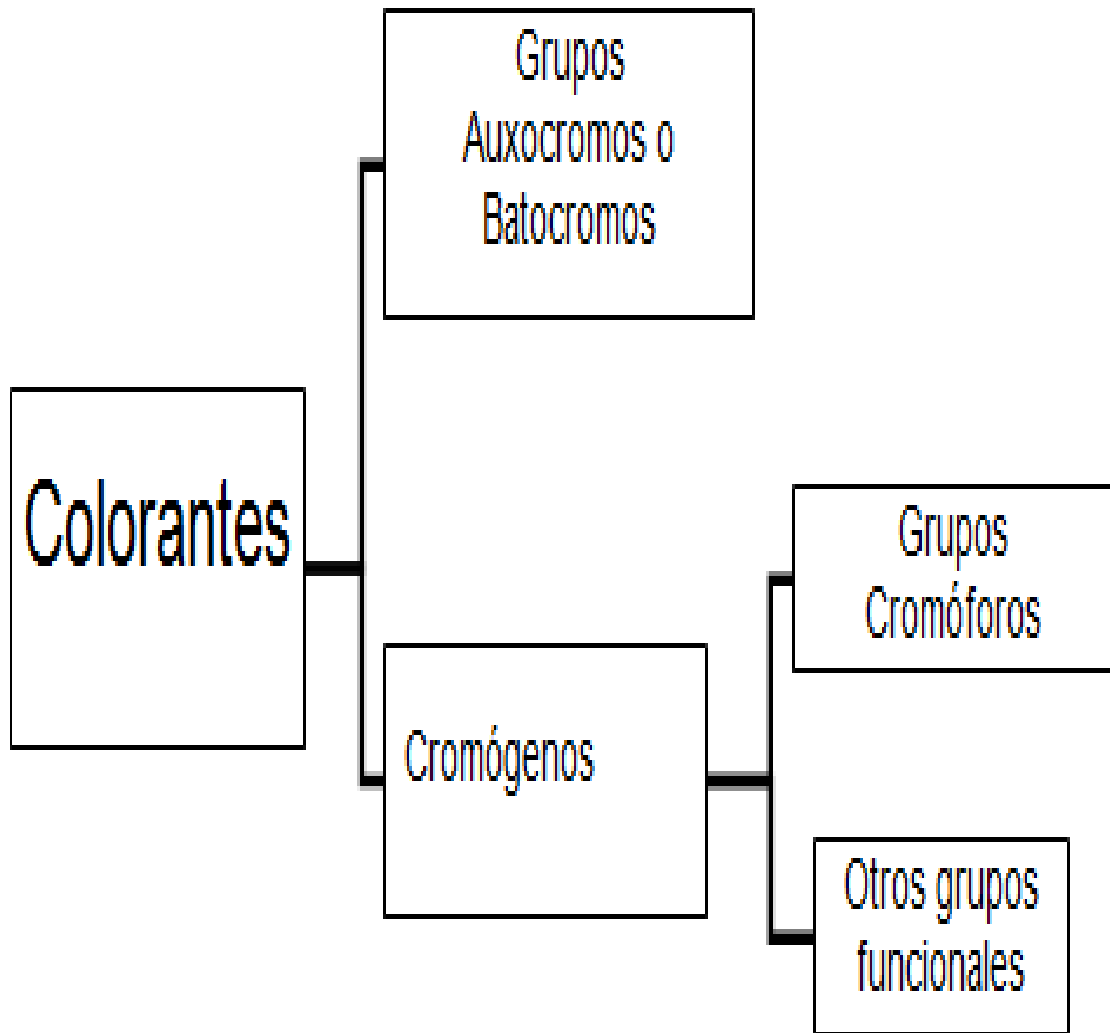 Grupos
Auxocromos o
Batocromos
Colorantes
Grupos
Cromóforos
Cromógenos
Otros grupos
funcionales